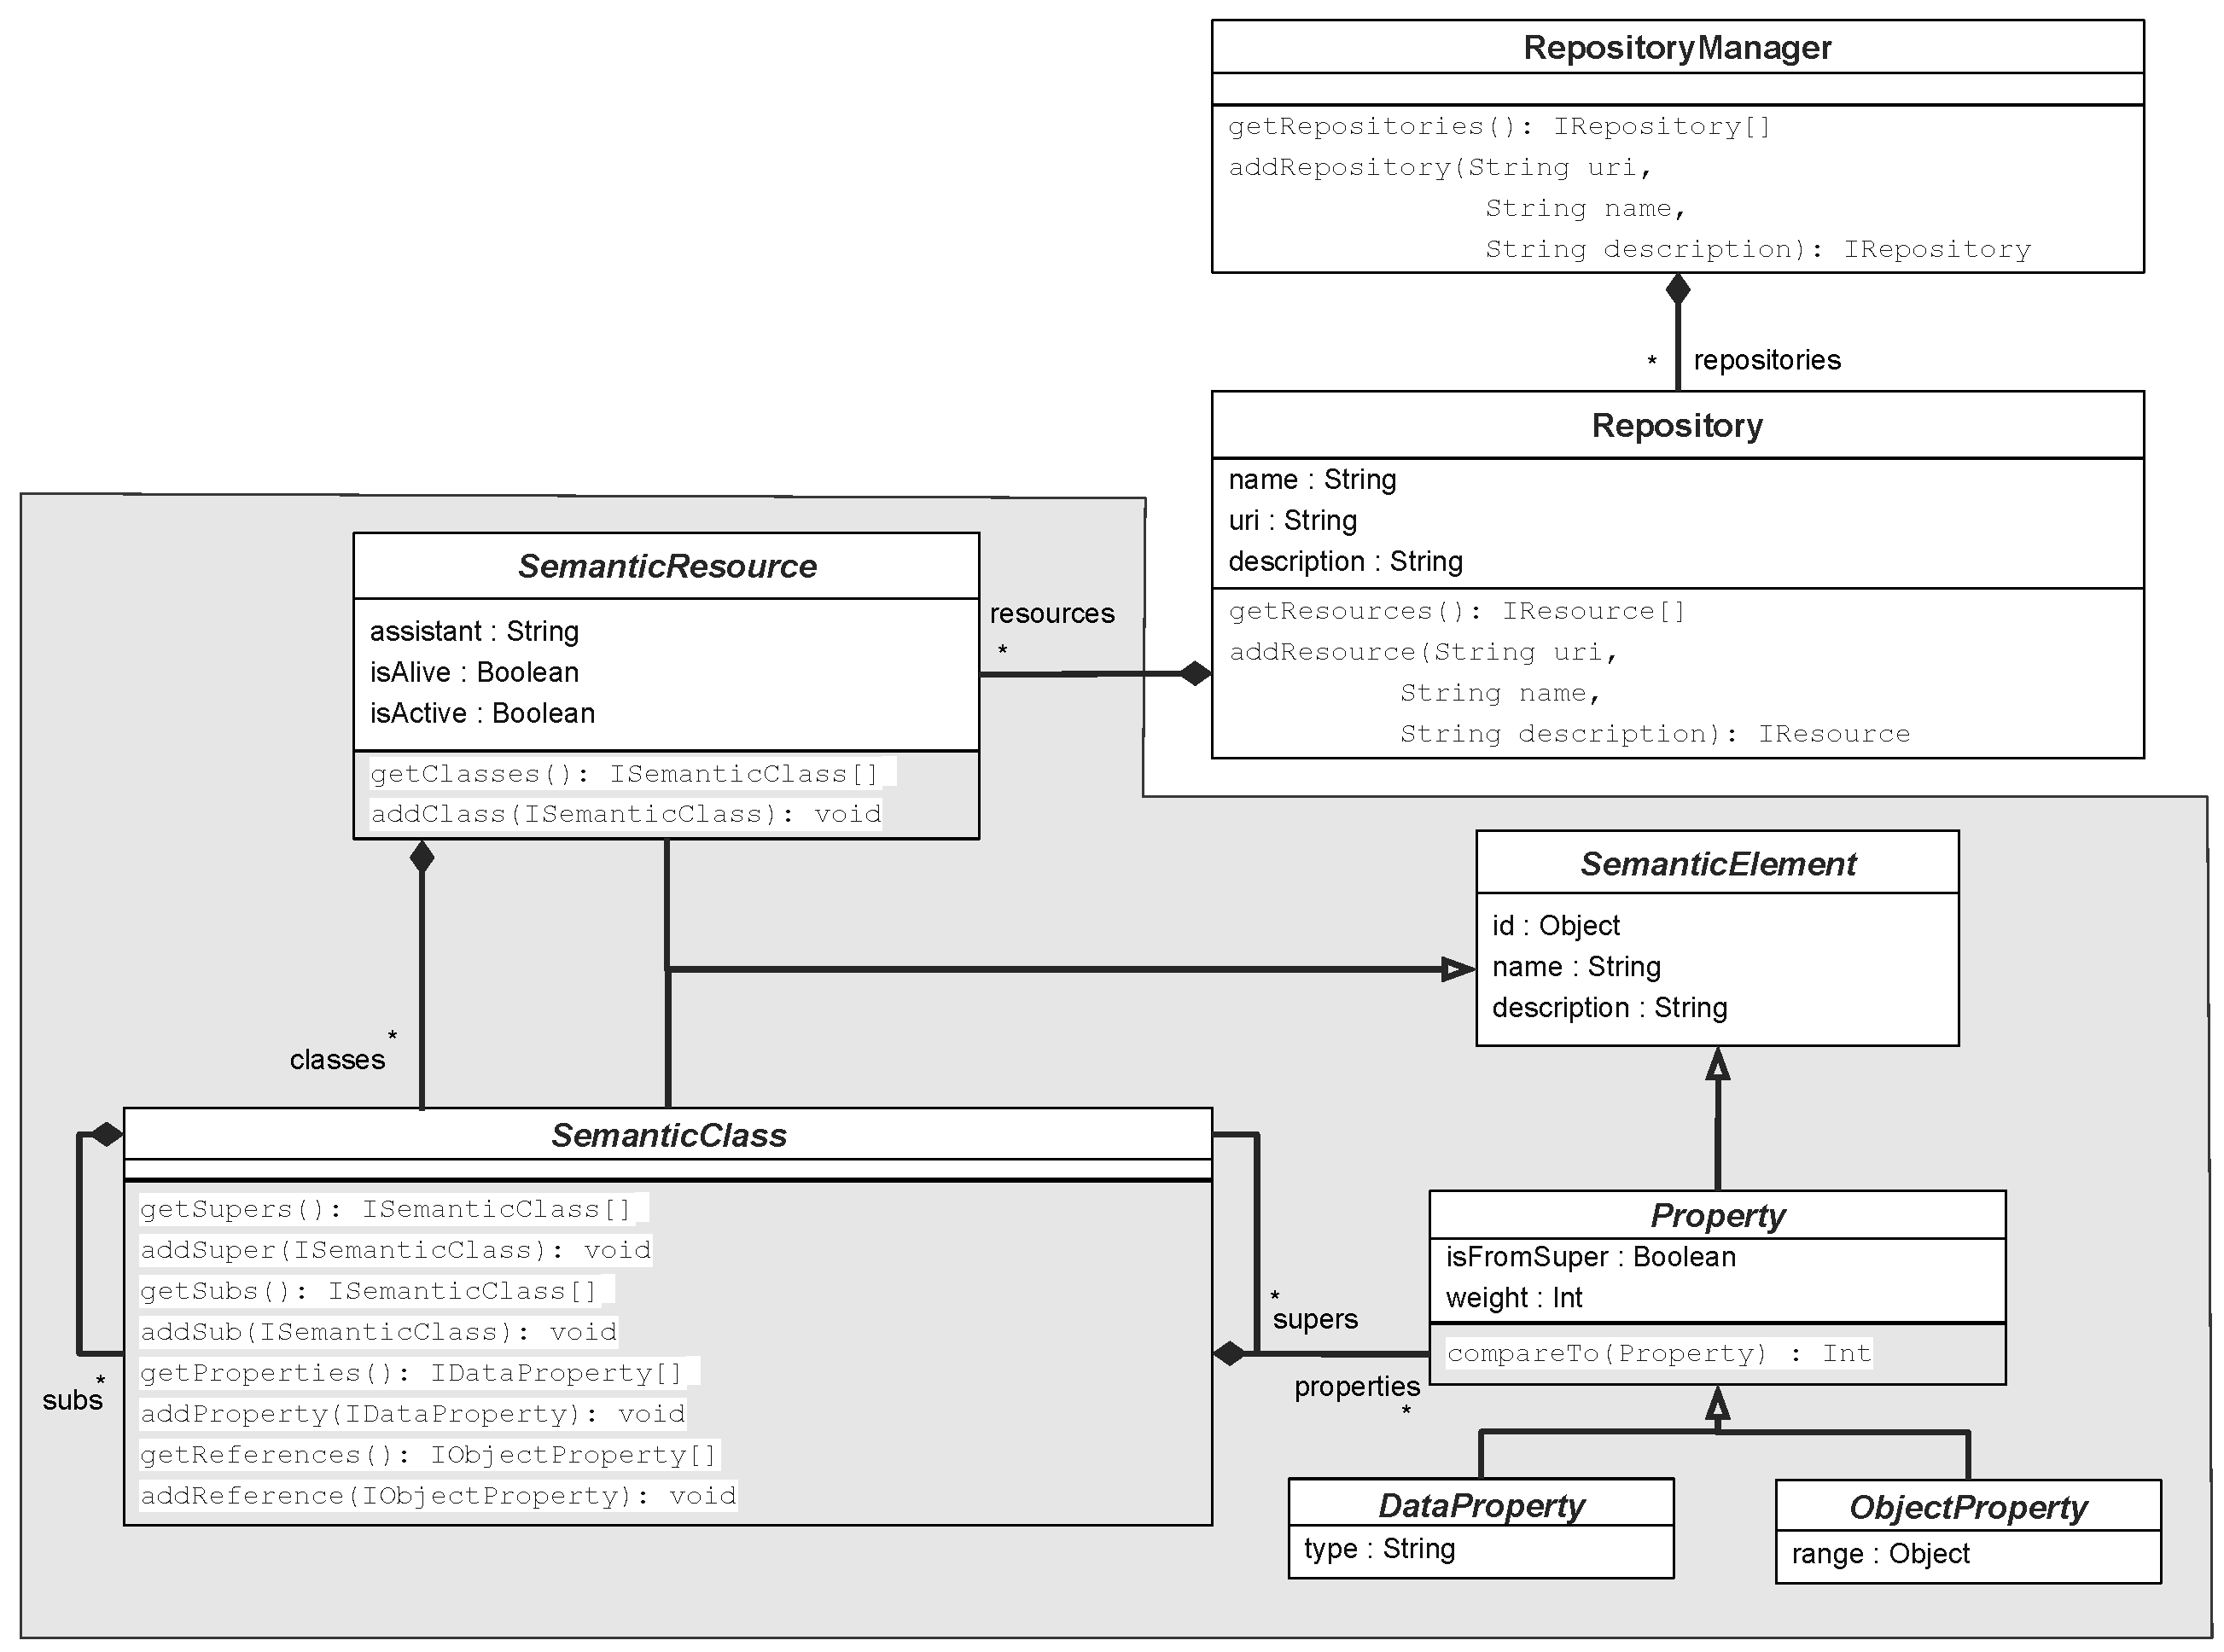 RepositoryManager
getRepositories(): IRepository[]
addRepository(String uri,
String name,
String description): IRepository
* repositories
Repository
name : String
uri : String
description : String
getResources(): IResource[]
addResource(String uri,
String name,
String description): IResource
resources
*
SemanticResource
assistant : String
isAlive : Boolean
isActive : Boolean
getClasses(): ISemanticClass[]
addClass(ISemanticClass): void
SemanticElement
id : Object
name : String
description : String
*
classes
SemanticClass
getSupers(): ISemanticClass[]
addSuper(ISemanticClass): void
getSubs(): ISemanticClass[]
addSub(ISemanticClass): void
getProperties(): IDataProperty[]
addProperty(IDataProperty): void
getReferences(): IObjectProperty[]
addReference(IObjectProperty): void
*
subs
*
supers
properties
*
Property
isFromSuper : Boolean
weight : Int
compareTo(Property) : Int
DataProperty
type : String
ObjectProperty
range : Object